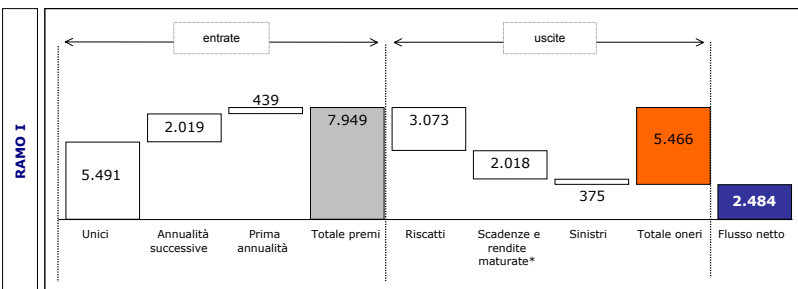 RAMO I
entrate
uscite
439
2.019
7.949
3.073
5.466
5.491
2.018
375
2.484
Unici
Annualità
successive
Prima
annualità
Totale premi
Riscatti
Scadenze e
rendite
maturate*
Sinistri
Totale oneri
Flusso netto